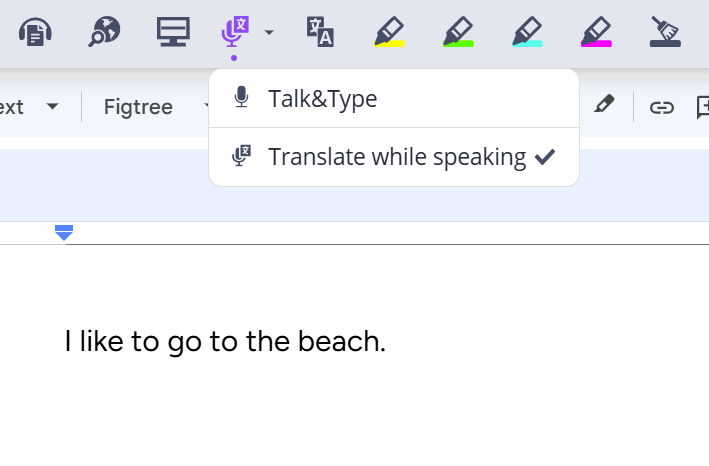 Talk&Type
ext
Figtree
Translate while speaking
I like to go to the beach.